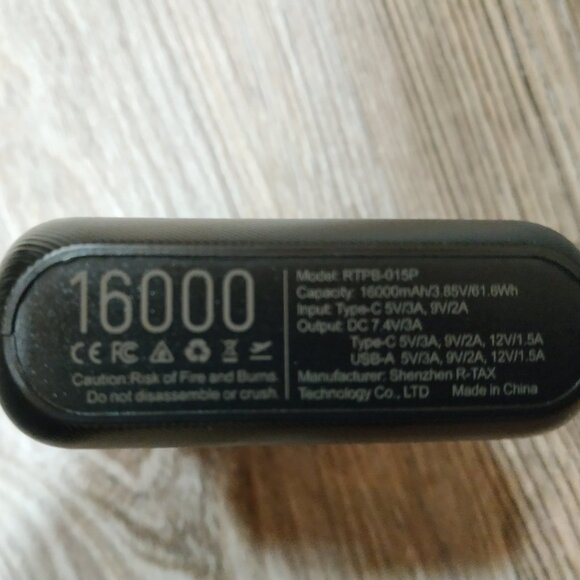 16000
CE FC
Caution:Risk of Fire and Burns.
Do not disassemble or crush.
Model: RTPB-015P
Capacity: 16000mAh/3.85V/61.6Wh
Input: Type-C 5V/3A, 9V/2A
Output: DC 7.4V/3A
Type-C 5V/3A, 9V/2A, 12V/1.5A
USB-A 5V/3A, 9V/2A, 12V/1.5A
Manufacturer: Shenzhen R-TAX
Technology Co., LTD Made in China